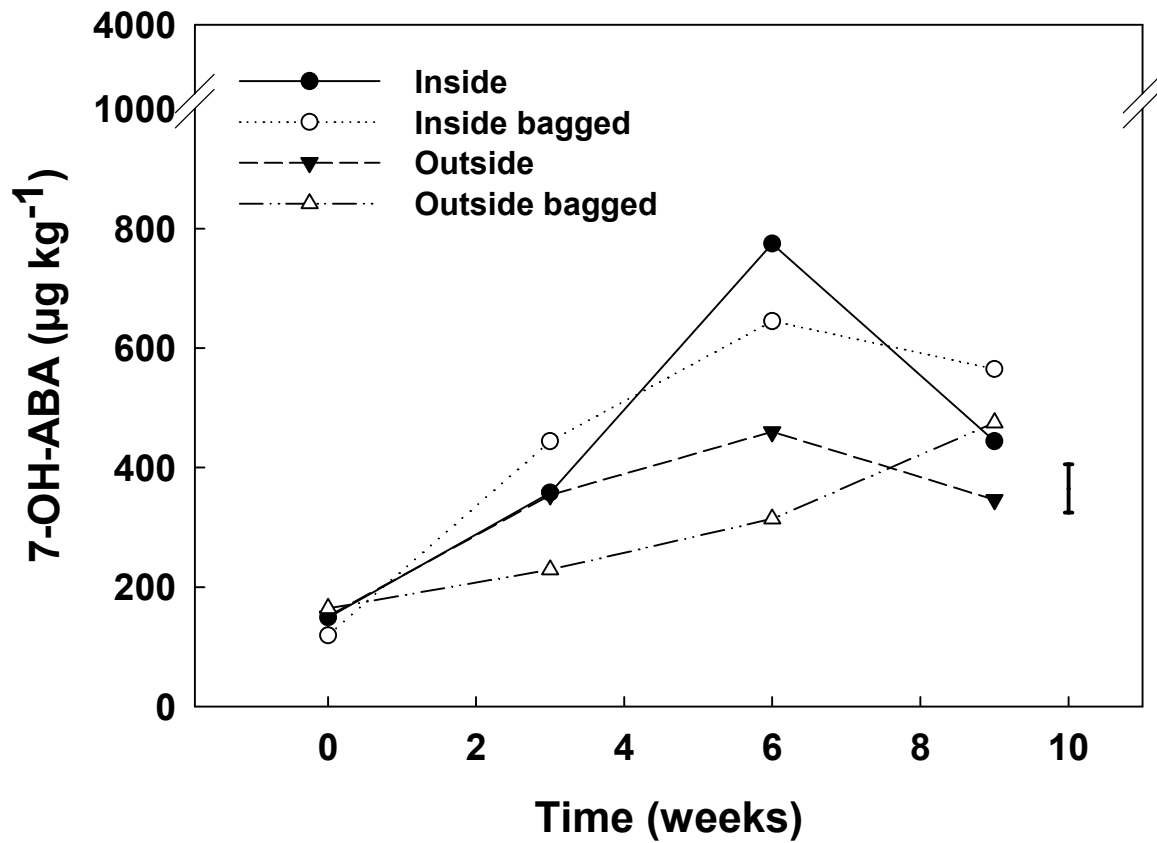 4000
1000
800
600
400
200
0
7-OH-ABA (µg kg-1)
Inside
Inside bagged
Outside
Outside bagged
0 2 4 6 8 10
Time (weeks)